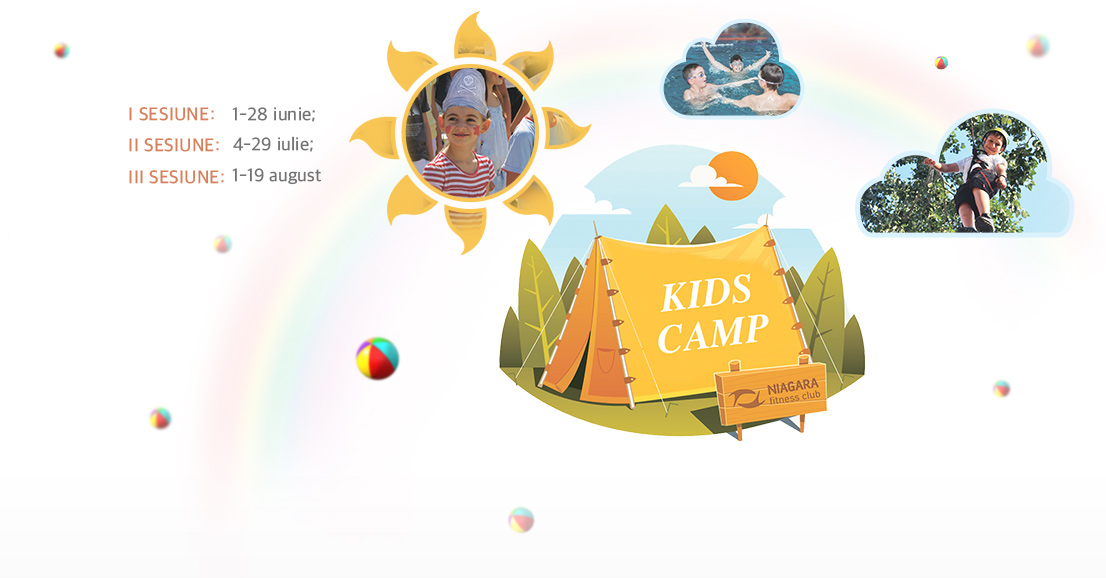 I SESIUNE: 1-28 iunie;
II SESIUNE: 4-29 iulie;
III SESIUNE: 1-19 august
KIDS
CAMP
NIAGARA
fitness club